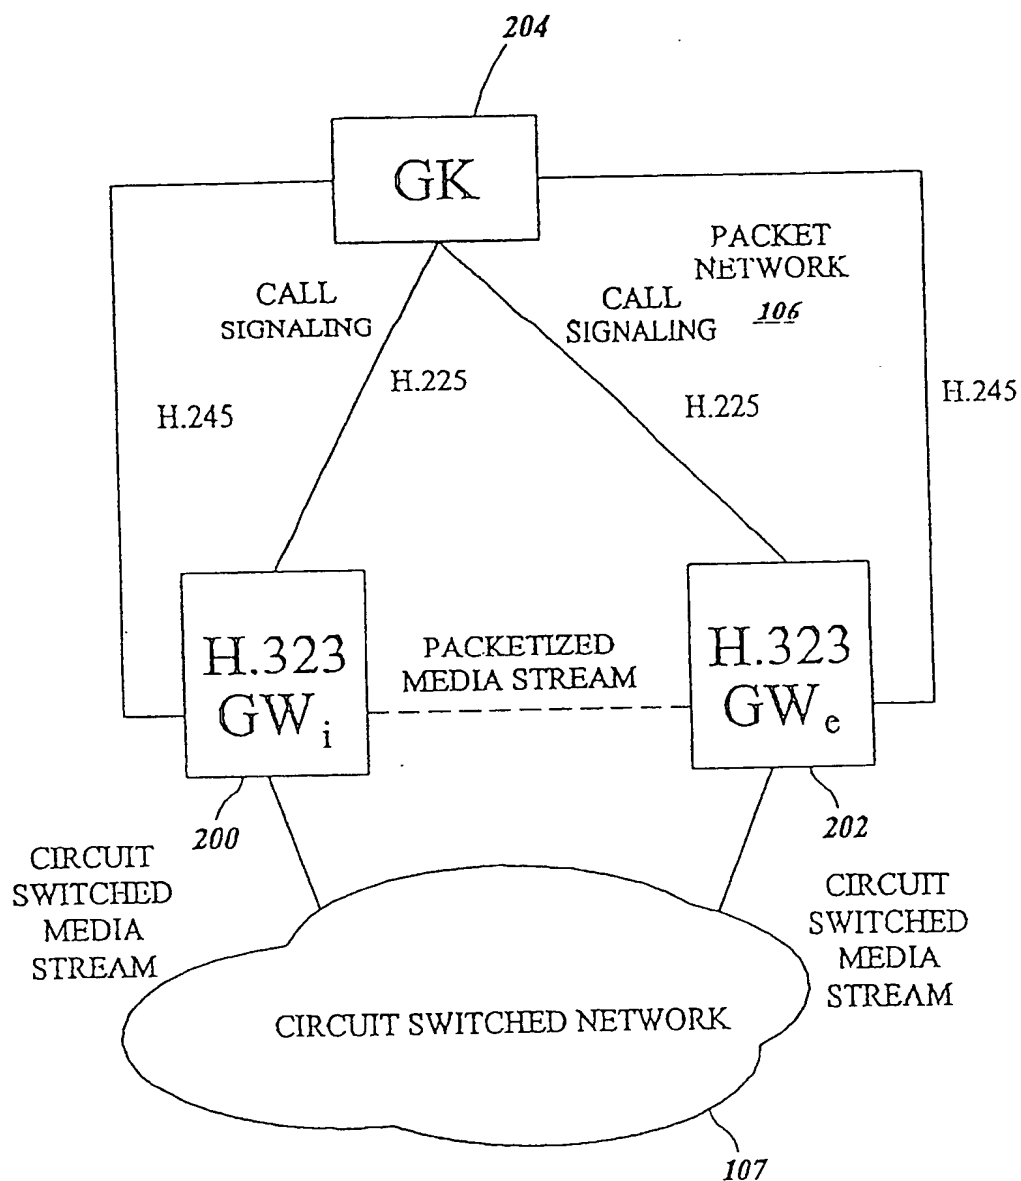 204
GK
PACKET
NETWORK
106
CALL
SIGNALING
CALL
SIGNALING
H.225
H.225
H.245
H.245
H.323
GWi
PACKETIZED
MEDIA STREAM
H.323
GWe
200
202
CIRCUIT
SWITCHED
MEDIA
STREAM
CIRCUIT
SWITCHED
MEDIA
STREAM
CIRCUIT SWITCHED NETWORK
107